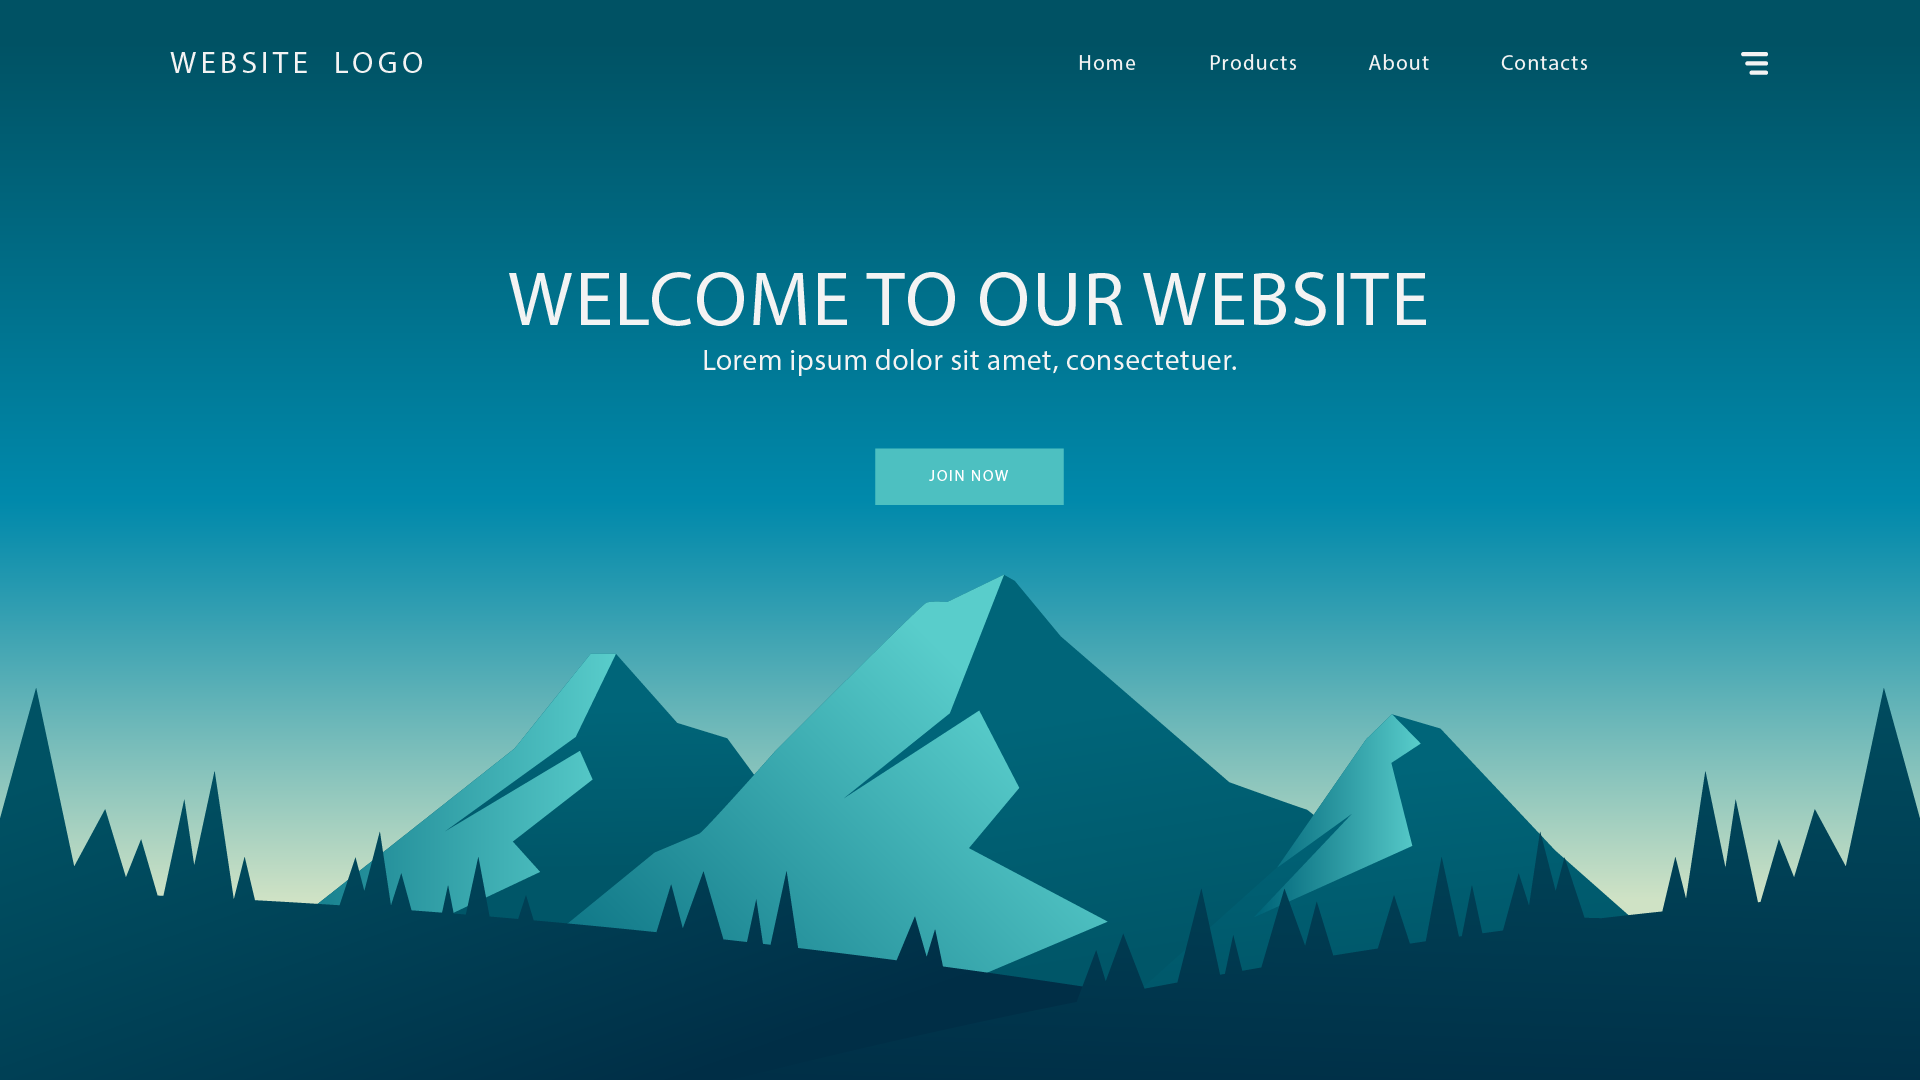 WEBSITE LOGO
Home Products About Contacts
WELCOME TO OUR WEBSITE
Lorem ipsum dolor sit amet, consectetuer.
JOIN NOW